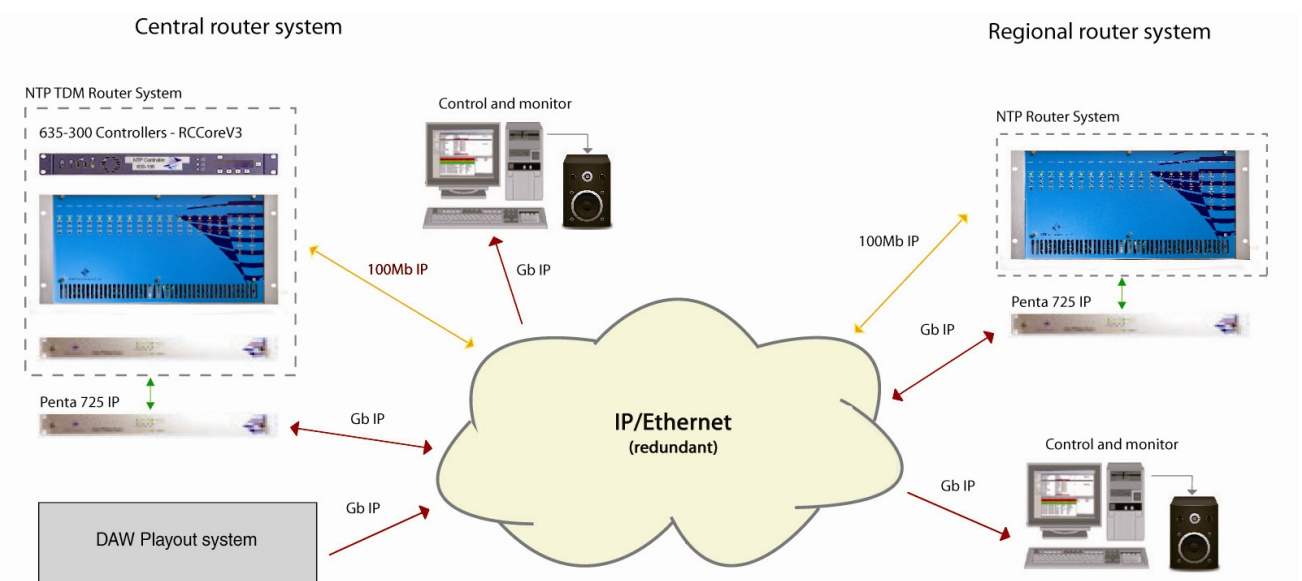 Central router system
Regional router system
NTP TDM Router System
635-300 Controllers - RCCoreV3
NTP Controller
Control and monitor
NTP Router System
100Mb IP
Gb IP
100Mb IP
Penta 725 IP
Gb IP
Penta 725 IP
Gb IP
IP/Ethernet
(redundant)
Control and monitor
Gb IP
Gb IP
DAW Playout system